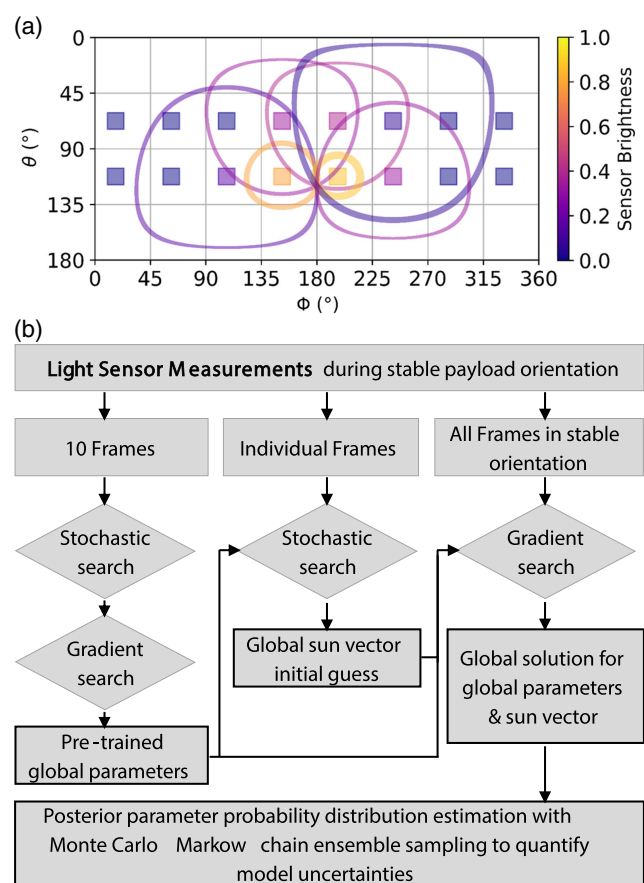 (a)
0
45
90
135
180
θ (°)
0 45 90 135 180 225 270 315 360
Φ (°)
1.0
0.8
0.6
0.4
0.2
0.0
Sensor Brightness
(b)
Light Sensor Measurements during stable payload orientation
10 Frames
Individual Frames
All Frames in stable
orientation
Stochastic
search
Stochastic
search
Gradient
search
Gradient
search
Global sun vector
initial guess
Global solution for
global parameters
& sun vector
Pre-trained
global parameters
Posterior parameter probability distribution estimation with
Monte Carlo Markow chain ensemble sampling to quantify
model uncertainties